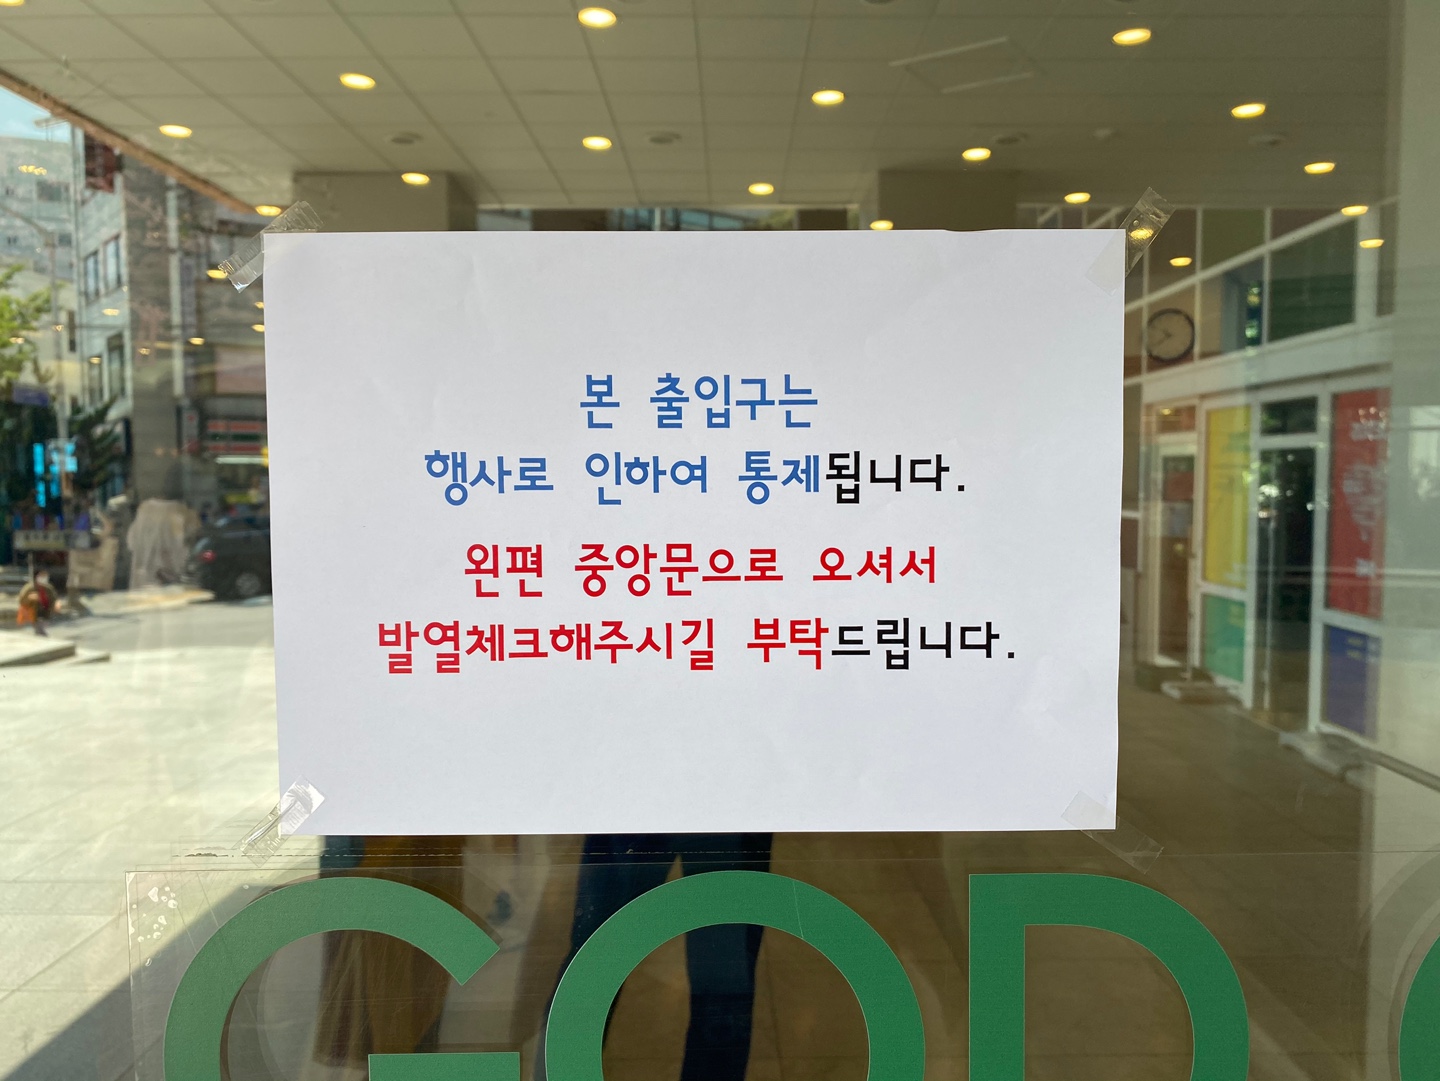 본 출입구는
행사로 인하여 통제됩니다.
왼편 중앙문으로 오셔서
발열체크해주시길 부탁드립니다.
GOD